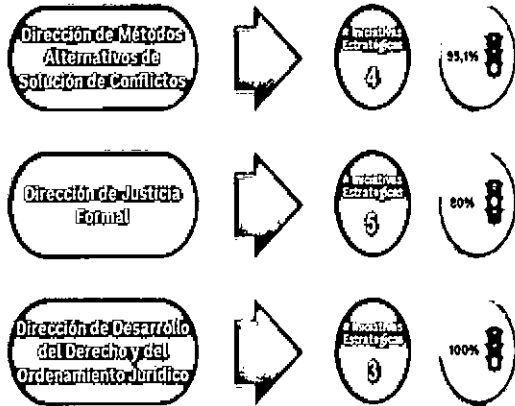 Dirección de Métodos
Alternativos de
Solución de Conflictos
# Iniciativas
Estratégicas
4
93,1%
Dirección de Justicia
Formal
# Iniciativas
Estratégicas
5
80%
Dirección de Desarrollo
del Derecho y del
Ordenamiento Jurídico
# Iniciativas
Estratégicas
3
100%